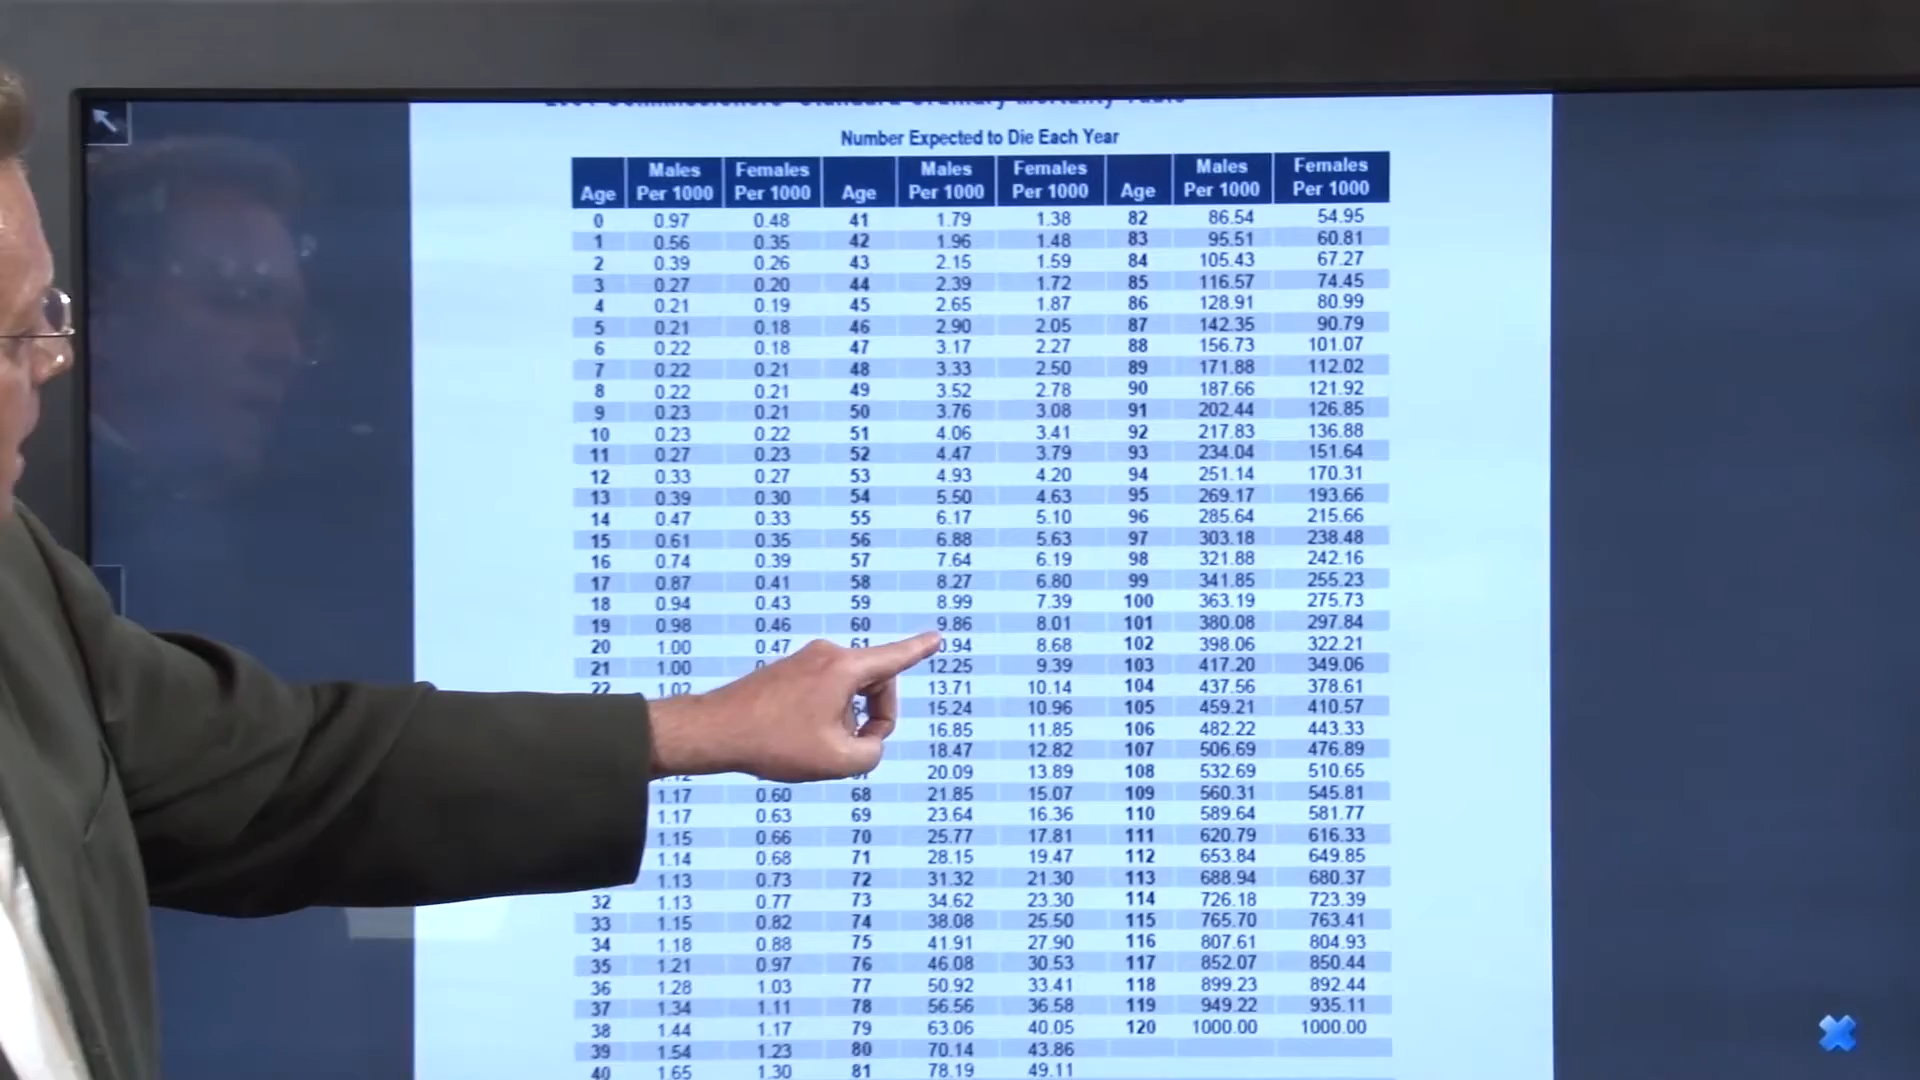 Number Expected to Die Each Year
Age Males Per 1000 Females Per 1000 Age Males Per 1000 Females Per 1000 Age Males Per 1000 Females Per 1000
0 0.97 0.48 41 1.79 1.38 82 86.54 54.95
1 0.56 0.35 42 1.96 1.48 83 95.51 60.81
2 0.39 0.26 43 2.15 1.59 84 105.43 67.27
3 0.27 0.20 44 2.39 1.72 85 116.57 74.45
4 0.21 0.19 45 2.65 1.87 86 128.91 80.99
5 0.21 0.18 46 2.90 2.05 87 142.35 90.79
6 0.22 0.18 47 3.17 2.27 88 156.73 101.07
7 0.22 0.21 48 3.33 2.50 89 171.88 112.02
8 0.22 0.21 49 3.52 2.78 90 187.66 121.92
9 0.23 0.21 50 3.76 3.08 91 202.44 126.85
10 0.23 0.22 51 4.06 3.41 92 217.83 136.88
11 0.27 0.23 52 4.47 3.79 93 234.04 151.64
12 0.33 0.27 53 4.93 4.20 94 251.14 170.31
13 0.39 0.30 54 5.50 4.63 95 269.17 193.66
14 0.47 0.33 55 6.17 5.10 96 285.64 215.66
15 0.61 0.35 56 6.88 5.63 97 303.18 238.48
16 0.74 0.39 57 7.64 6.19 98 321.88 242.16
17 0.87 0.41 58 8.27 6.80 99 341.85 255.23
18 0.94 0.43 59 8.99 7.39 100 363.19 275.73
19 0.98 0.46 60 9.86 8.01 101 380.08 297.84
20 1.00 0.47 61 0.94 8.68 102 398.06 322.21
21 1.00 12.25 9.39 103 417.20 349.06
22 1.02 13.71 10.14 104 437.56 378.61
15.24 10.96 105 459.21 410.57
16.85 11.85 106 482.22 443.33
18.47 12.82 107 506.69 476.89
20.09 13.89 108 532.69 510.65
1.17 0.60 68 21.85 15.07 109 560.31 545.81
1.17 0.63 69 23.64 16.36 110 589.64 581.77
1.15 0.66 70 25.77 17.81 111 620.79 616.33
1.14 0.68 71 28.15 19.47 112 653.84 649.85
1.13 0.73 72 31.32 21.30 113 688.94 680.37
32 1.13 0.77 73 34.62 23.30 114 726.18 723.39
33 1.15 0.82 74 38.08 25.50 115 765.70 763.41
34 1.18 0.88 75 41.91 27.90 116 807.61 804.93
35 1.21 0.97 76 46.08 30.53 117 852.07 850.44
36 1.28 1.03 77 50.92 33.41 118 899.23 892.44
37 1.34 1.11 78 56.56 36.58 119 949.22 935.11
38 1.44 1.17 79 63.06 40.05 120 1000.00 1000.00
39 1.54 1.23 80 70.14 43.86
40 1.65 1.30 81 78.19 49.11